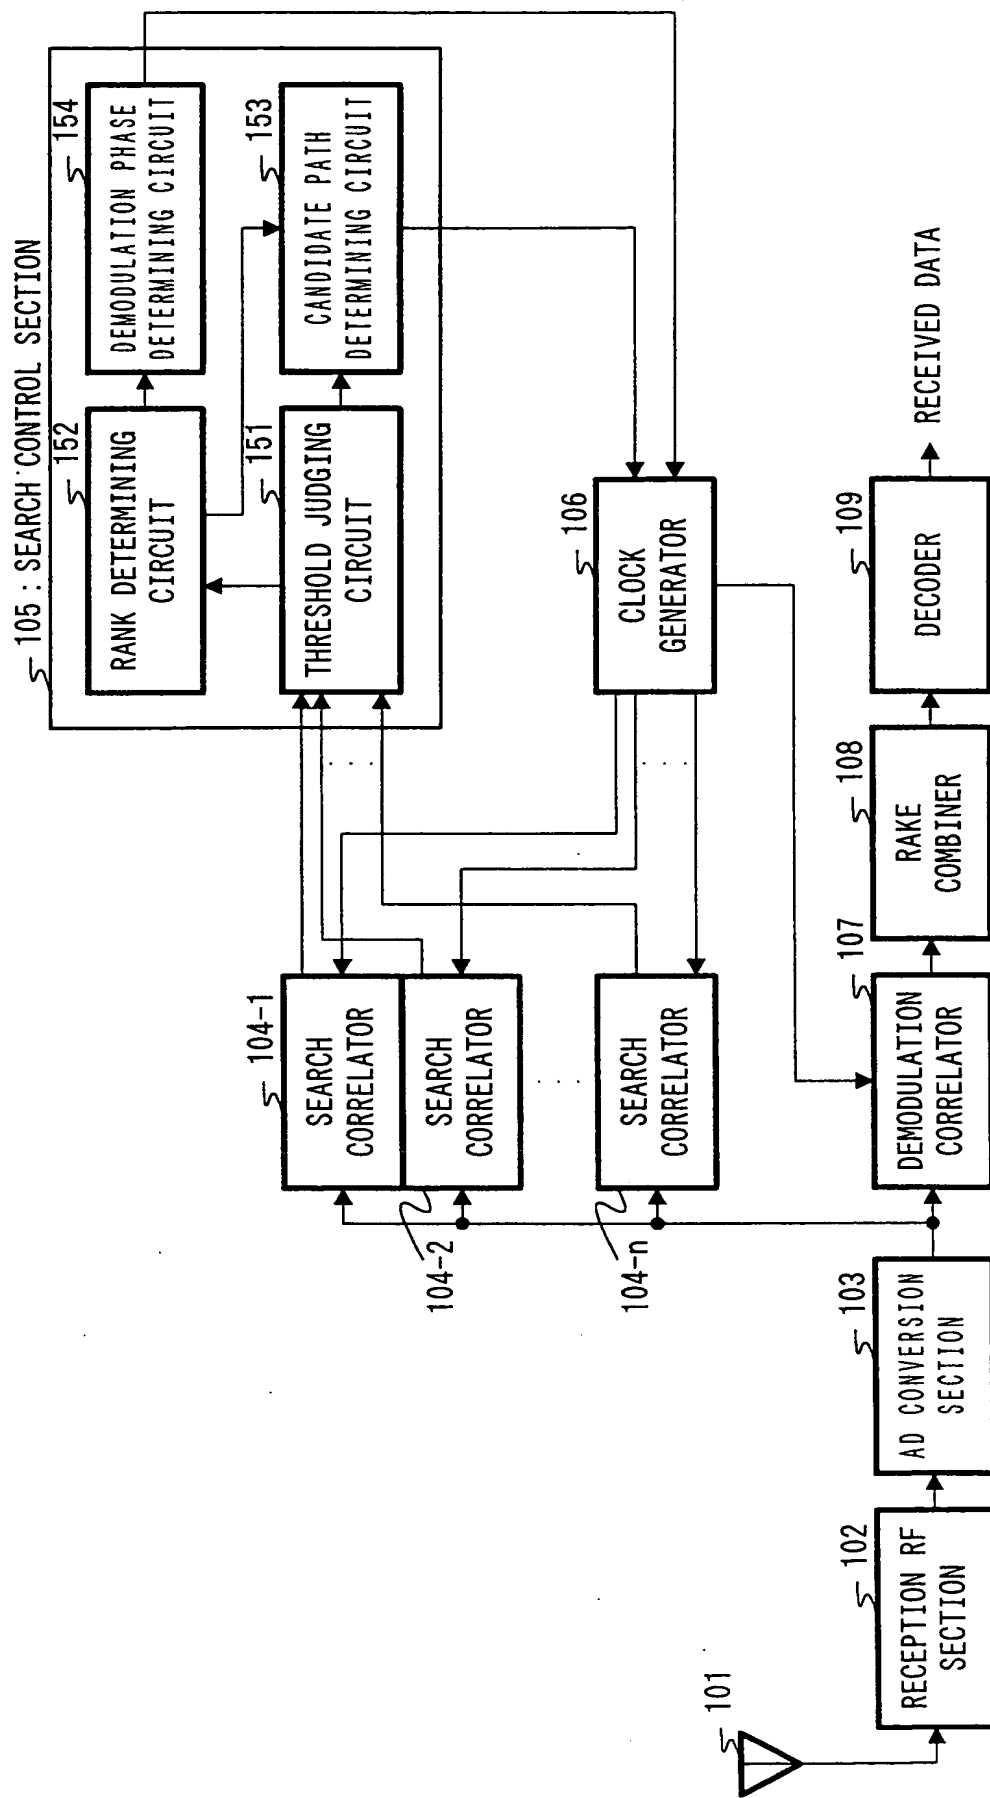 105 : SEARCH CONTROL SECTION
152
RANK DETERMINING
CIRCUIT
154
DEMODULATION PHASE
DETERMINING CIRCUIT
151
THRESHOLD JUDGING
CIRCUIT
153
CANDIDATE PATH
DETERMINING CIRCUIT
104-1
SEARCH
CORRELATOR
104-2
SEARCH
CORRELATOR
104-n
SEARCH
CORRELATOR
106
CLOCK
GENERATOR
101
102
RECEPTION RF
SECTION
103
AD CONVERSION
SECTION
107
DEMODULATION
CORRELATOR
108
RAKE
COMBINER
109
DECODER
RECEIVED DATA